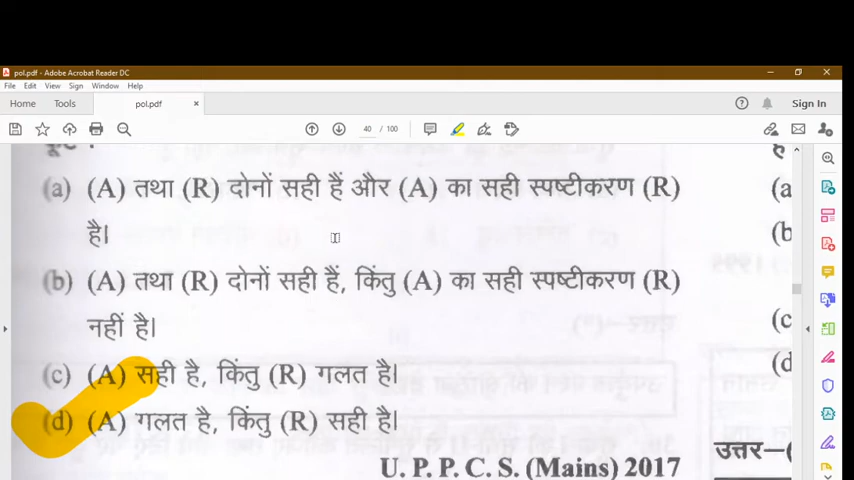 pol.pdf - Adobe Acrobat Reader DC
File Edit View Sign Window Help
Home Tools pol.pdf × Sign In
40 / 100
(a) (A) तथा (R) दोनों सही हैं और (A) का सही स्पष्टीकरण (R)
है।
(b) (A) तथा (R) दोनों सही हैं, किंतु (A) का सही स्पष्टीकरण (R)
नहीं है।
(c) (A) सही है, किंतु (R) गलत है।
(d) (A) गलत है, किंतु (R) सही है।
U. P. P. C. S. (Mains) 2017
(a
(b
(c
(d
उत्तर—(